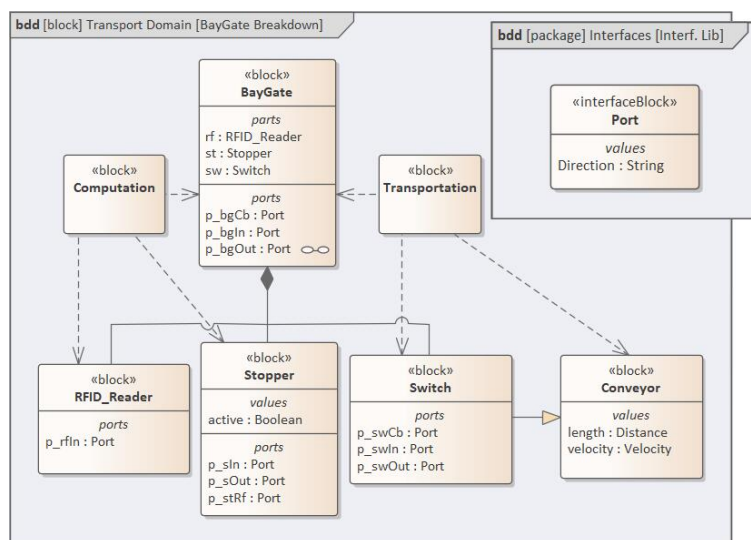 bdd [block] Transport Domain [BayGate Breakdown]
bdd [package] Interfaces [Interf. Lib]
«block»
BayGate
parts
rf : RFID_Reader
st : Stopper
sw : Switch
ports
p_bgCb : Port
p_bgIn : Port
p_bgOut : Port
«interfaceBlock»
Port
values
Direction : String
«block»
Computation
«block»
Transportation
«block»
RFID_Reader
ports
p_rfIn : Port
«block»
Stopper
values
active : Boolean
ports
p_sIn : Port
p_sOut : Port
p_stRf : Port
«block»
Switch
ports
p_swCb : Port
p_swIn : Port
p_swOut : Port
«block»
Conveyor
values
length : Distance
velocity : Velocity